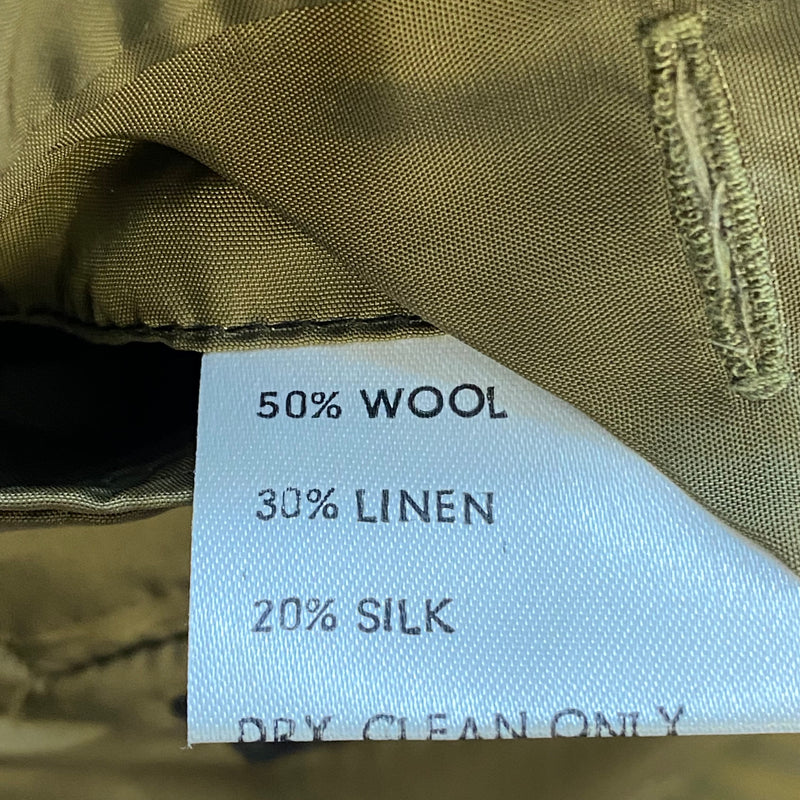 50% WOOL
30% LINEN
20% SILK
DRY CLEAN ONLY